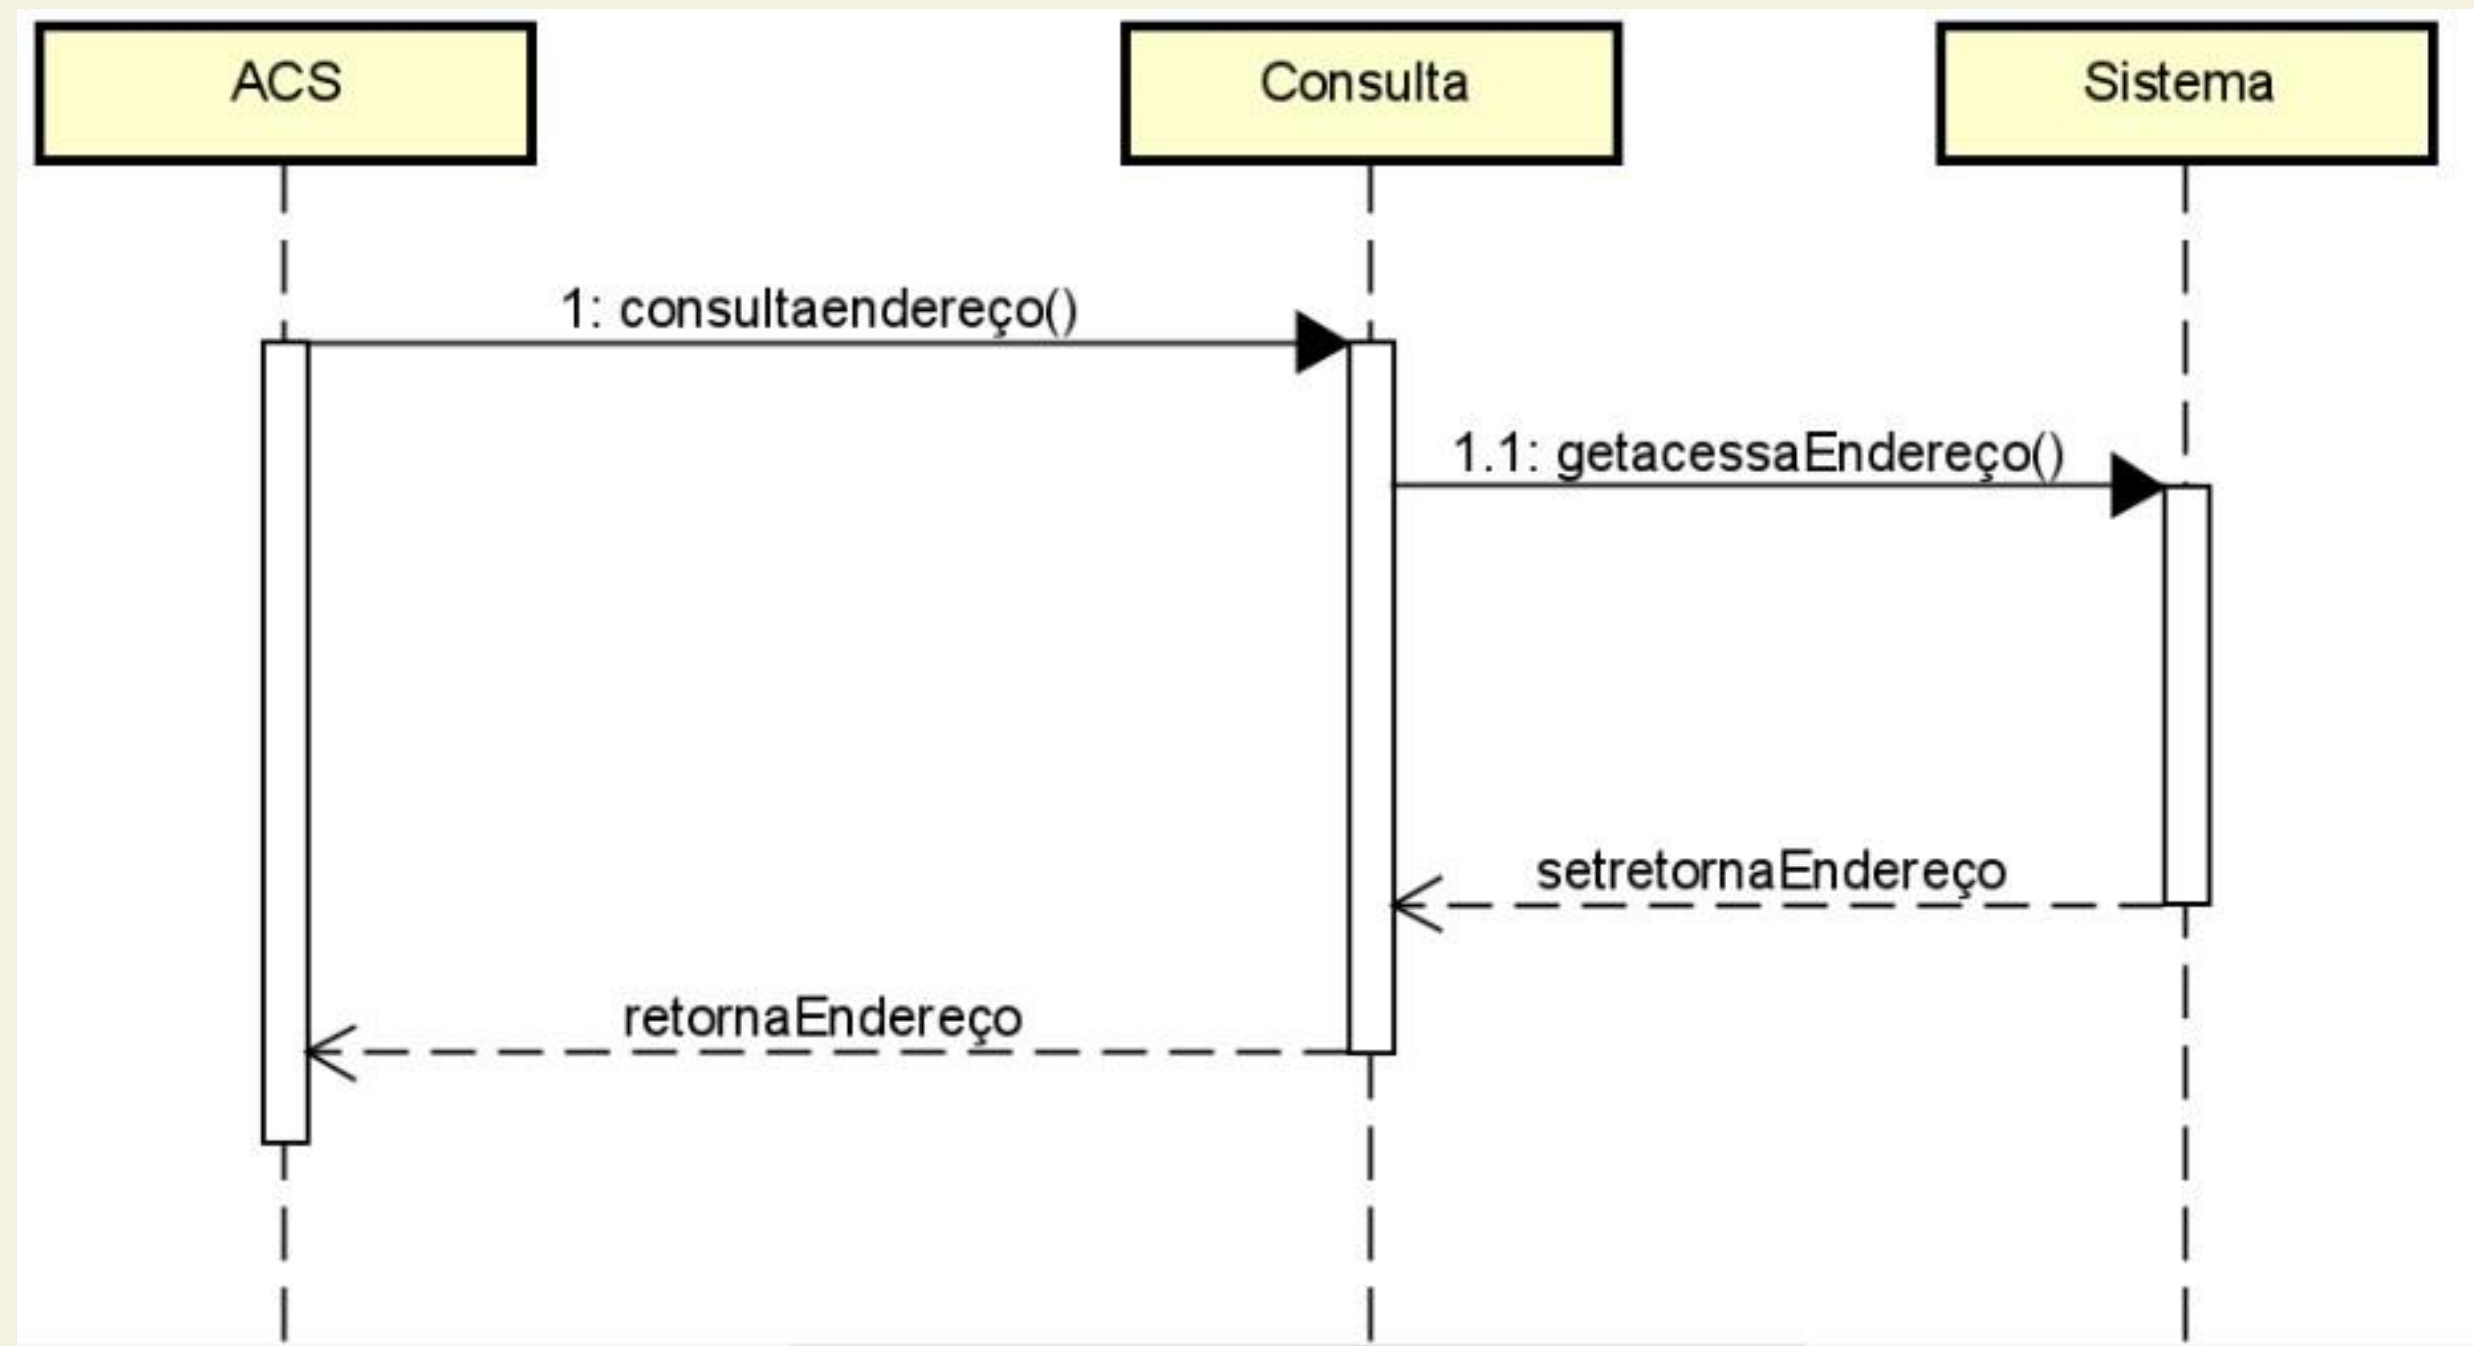 ACS
Consulta
Sistema
1: consultaendereço()
1.1: getacessaEndereço()
setretornaEndereço
retornaEndereço